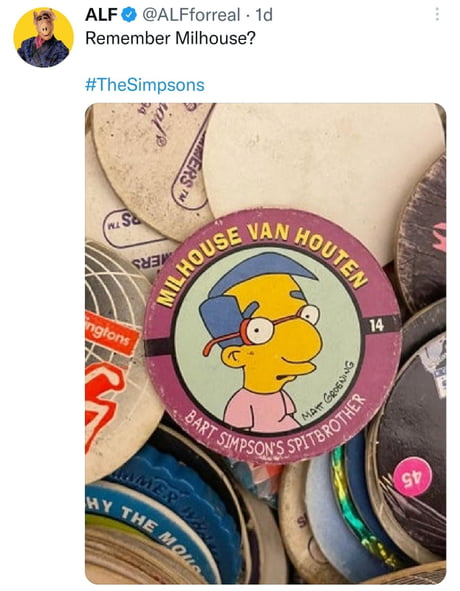 ALF @ALFforreal · 1d
Remember Milhouse?
#TheSimpsons
MILHOUSE VAN HOUTEN
14
MATT GROENING
BART SIMPSON'S SPITBROTHER
45
HY THE MOU
ngtons